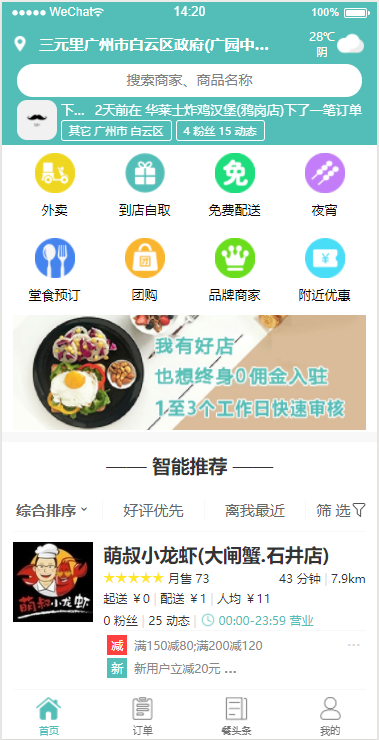 WeChat 14:20 100%
三元里广州市白云区政府(广园中... 28℃
阴
搜索商家、商品名称
下... 2天前在 华莱士炸鸡汉堡(鸦岗店)下了一笔订单
其它 广州市 白云区 4 粉丝 15 动态
外卖 到店自取 免费配送 夜宵
免
堂食预订 团购 品牌商家 附近优惠
团
¥
我有好店
也想终身0佣金入驻
1至3个工作日快速审核
—— 智能推荐 ——
综合排序 好评优先 离我最近 筛 选
萌叔小龙虾(大闸蟹.石井店)
萌叔小龙虾
★★★★★ 月售 73 43 分钟 | 7.9km
起送 ¥0 | 配送 ¥1 | 人均 ¥11
0 粉丝 | 25 动态 | 00:00-23:59 营业
减 满150减80;满200减120 ...
新 新用户立减20元 ...
首页 订单 餐头条 我的